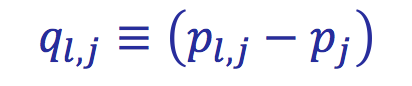 q_{l,j} ≡ (p_{l,j} − p_j)